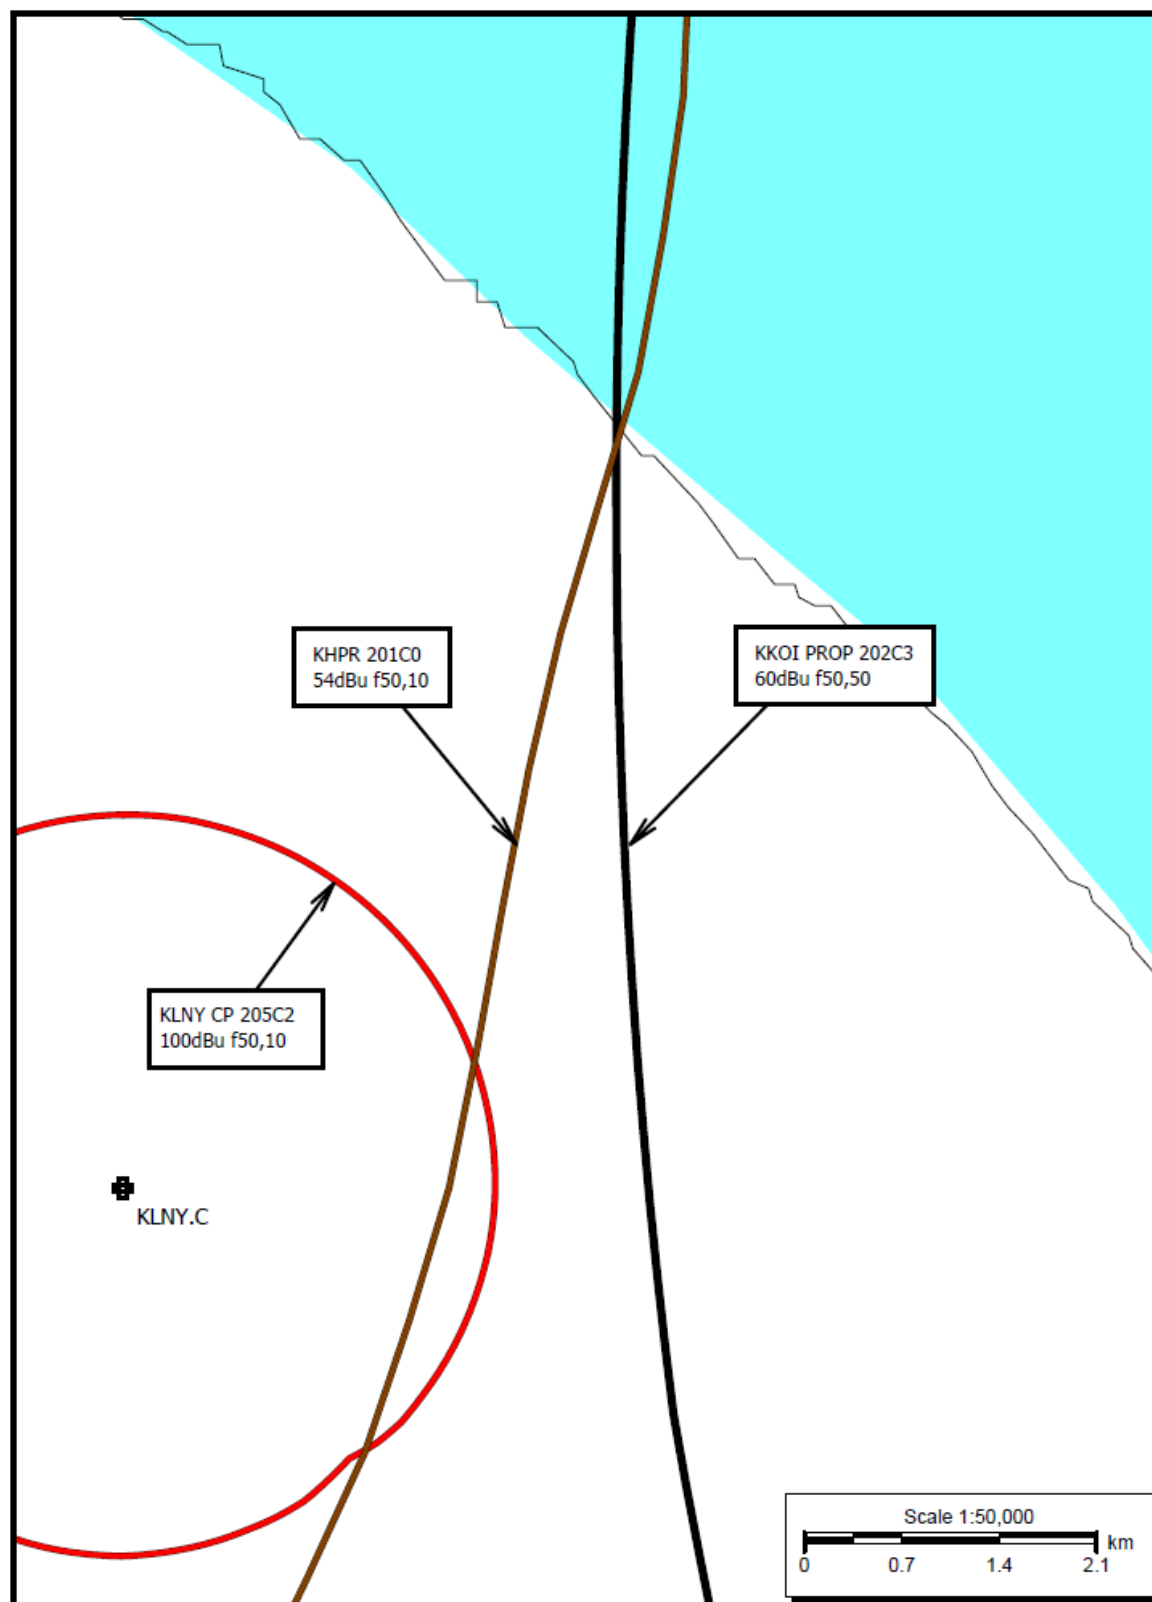 KHPR 201C0
54dBu f50,10
KKOI PROP 202C3
60dBu f50,50
KLNY CP 205C2
100dBu f50,10
KLNY.C
Scale 1:50,000
km
0 0.7 1.4 2.1